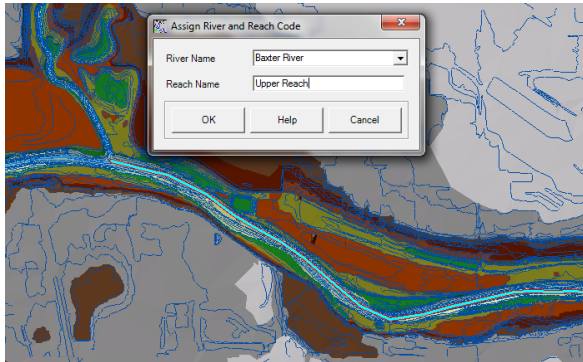 Assign River and Reach Code
River Name Baxter River
Reach Name Upper Reach
OK Help Cancel